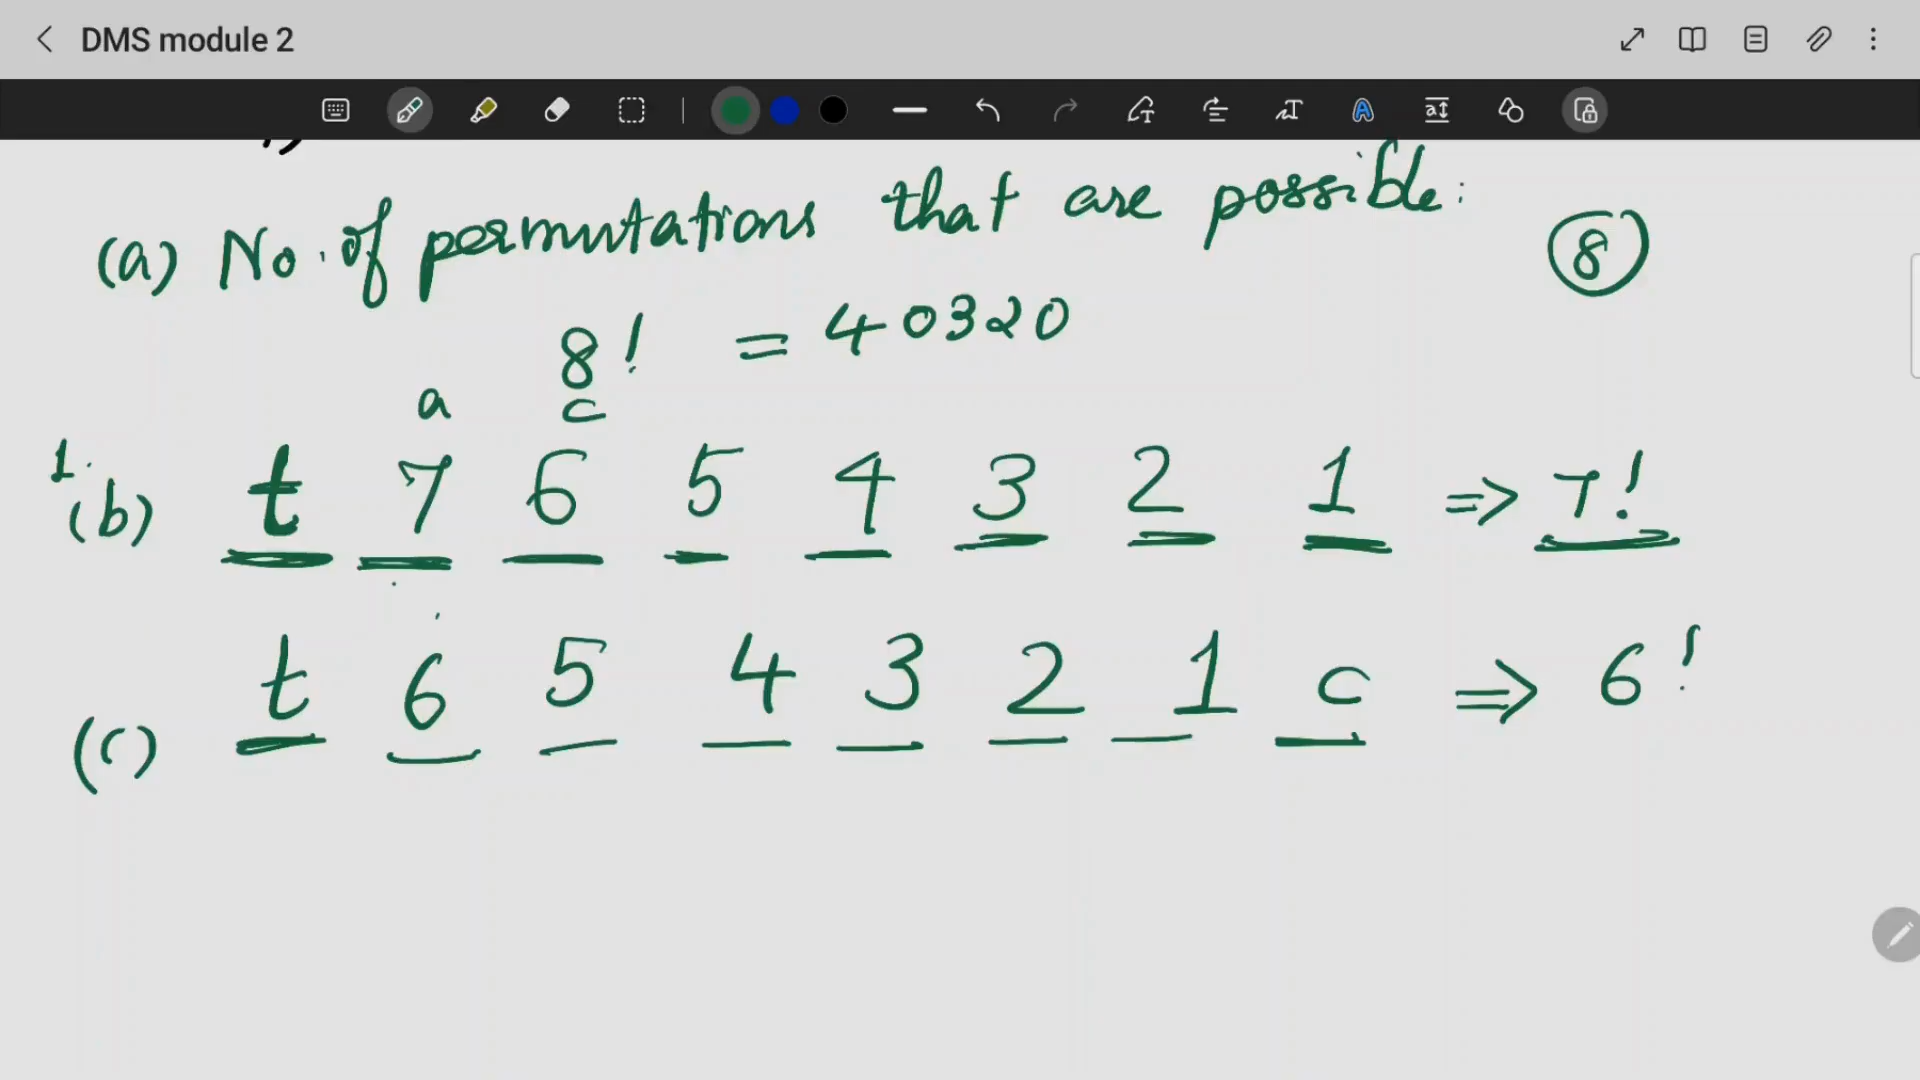 DMS module 2
(a) No. of permutations that are possible:
8
8! = 40320
a c
1.
(b) t 7 6 5 4 3 2 1 => 7!
(c) t 6 5 4 3 2 1 c => 6!